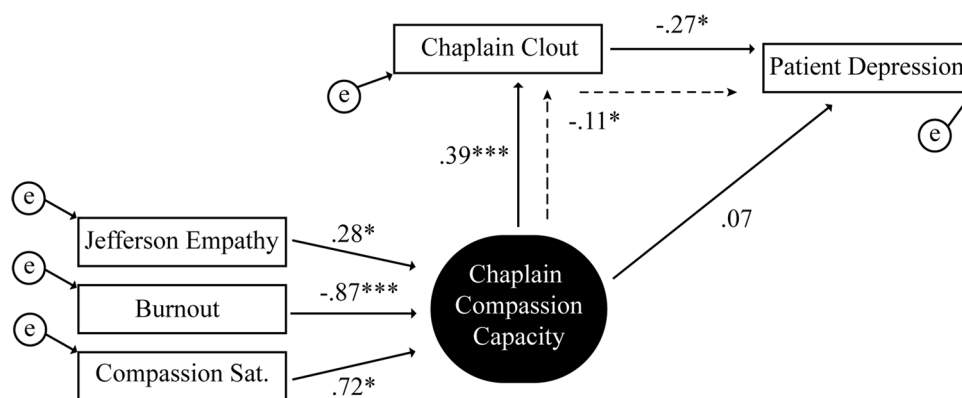 Chaplain Clout
-.27*
Patient Depression
e
-.11*
e
.39***
e
Jefferson Empathy
.28*
.07
e
Burnout
-.87***
Chaplain
Compassion
Capacity
e
Compassion Sat.
.72*